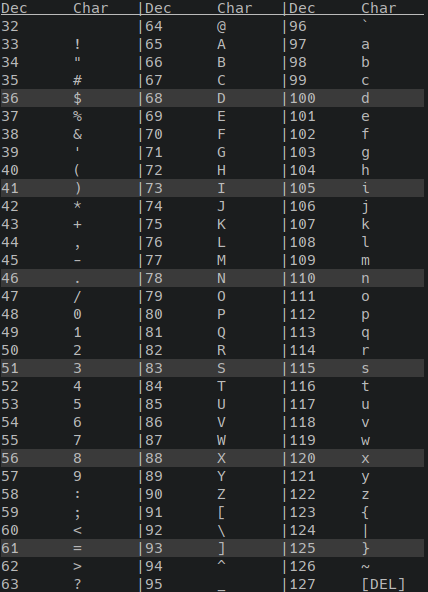 Dec Char |Dec Char |Dec Char
32 |64 @ |96 `
33 ! |65 A |97 a
34 " |66 B |98 b
35 # |67 C |99 c
36 $ |68 D |100 d
37 % |69 E |101 e
38 & |70 F |102 f
39 ' |71 G |103 g
40 ( |72 H |104 h
41 ) |73 I |105 i
42 * |74 J |106 j
43 + |75 K |107 k
44 , |76 L |108 l
45 - |77 M |109 m
46 . |78 N |110 n
47 / |79 O |111 o
48 0 |80 P |112 p
49 1 |81 Q |113 q
50 2 |82 R |114 r
51 3 |83 S |115 s
52 4 |84 T |116 t
53 5 |85 U |117 u
54 6 |86 V |118 v
55 7 |87 W |119 w
56 8 |88 X |120 x
57 9 |89 Y |121 y
58 : |90 Z |122 z
59 ; |91 [ |123 {
60 < |92 \ |124 |
61 = |93 ] |125 }
62 > |94 ^ |126 ~
63 ? |95 _ |127 [DEL]